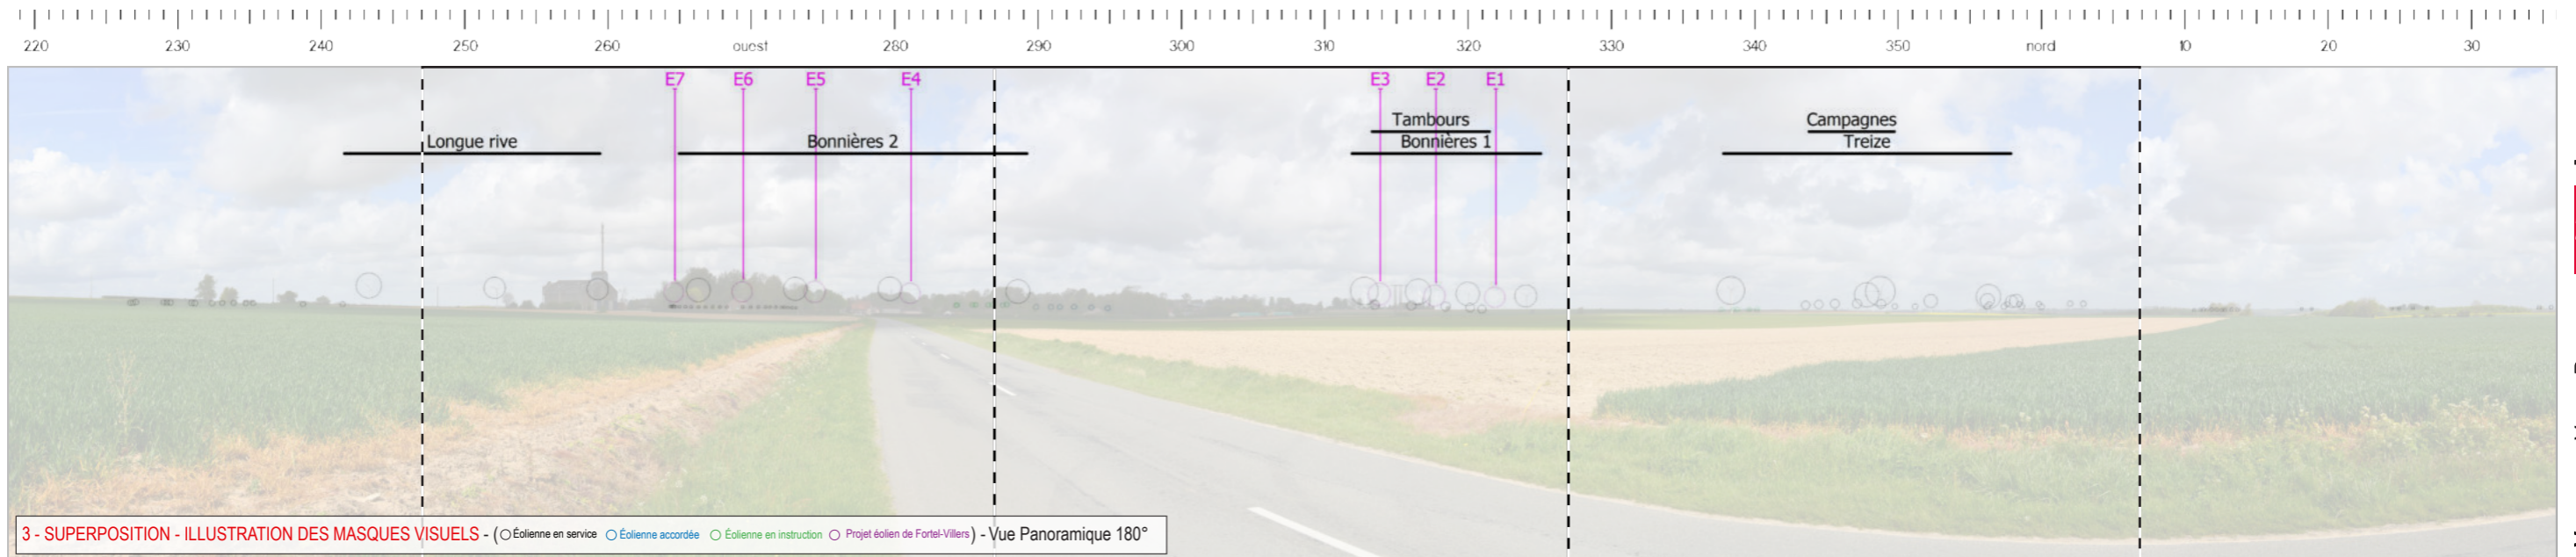 220 230 240 250 260 ouest 280 290 300 310 320 330 340 350 nord 10 20 30
E7 E6 E5 E4 E3 E2 E1
Tambours Campagnes
Longue rive Bonnières 2 Bonnières 1 Treize
3 - SUPERPOSITION - ILLUSTRATION DES MASQUES VISUELS - (Éolienne en service Éolienne accordée Éolienne en instruction Projet éolien de Fortel-Villers) - Vue Panoramique 180°